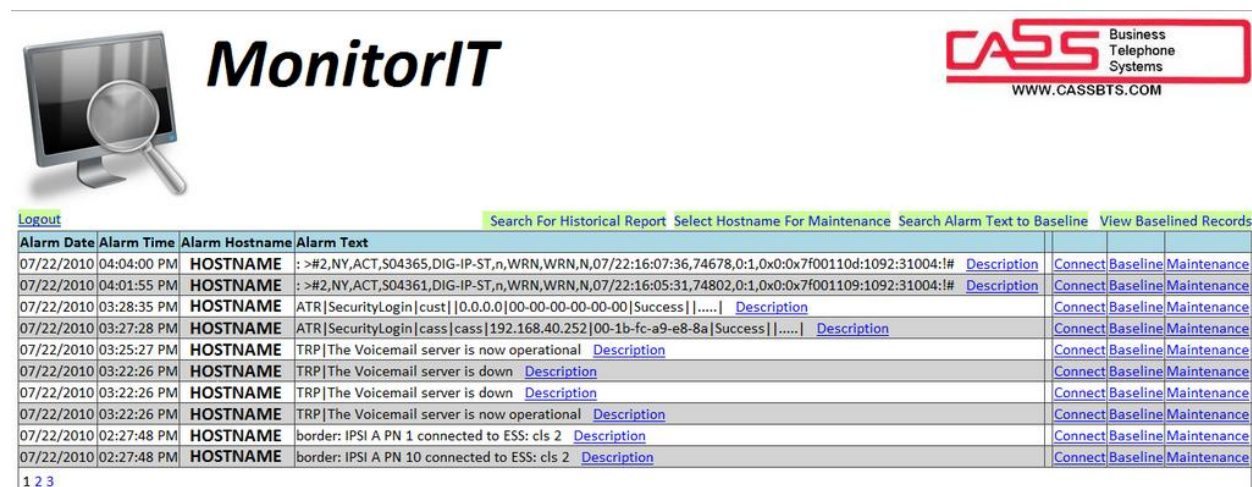 MonitorIT
CASS Business
Telephone
Systems
WWW.CASSBTS.COM
Logout Search For Historical Report Select Hostname For Maintenance Search Alarm Text to Baseline View Baselined Records
Alarm Date Alarm Time Alarm Hostname Alarm Text
07/22/2010 04:04:00 PM HOSTNAME : >#2,NY,ACT,S04365,DIG-IP-ST,n,WRN,WRN,N,07/22:16:07:36,74678,0:1,0x0:0x7f00110d:1092:31004:!# Description Connect Baseline Maintenance
07/22/2010 04:01:55 PM HOSTNAME : >#2,NY,ACT,S04361,DIG-IP-ST,n,WRN,WRN,N,07/22:16:05:31,74802,0:1,0x0:0x7f001109:1092:31004:!# Description Connect Baseline Maintenance
07/22/2010 03:28:35 PM HOSTNAME ATR|SecurityLogin|cust||0.0.0.0|00-00-00-00-00-00|Success||.....| Description Connect Baseline Maintenance
07/22/2010 03:27:28 PM HOSTNAME ATR|SecurityLogin|cass|cass|192.168.40.252|00-1b-fc-a9-e8-8a|Success||.....| Description Connect Baseline Maintenance
07/22/2010 03:25:27 PM HOSTNAME TRP|The Voicemail server is now operational Description Connect Baseline Maintenance
07/22/2010 03:22:26 PM HOSTNAME TRP|The Voicemail server is down Description Connect Baseline Maintenance
07/22/2010 03:22:26 PM HOSTNAME TRP|The Voicemail server is down Description Connect Baseline Maintenance
07/22/2010 03:22:26 PM HOSTNAME TRP|The Voicemail server is now operational Description Connect Baseline Maintenance
07/22/2010 02:27:48 PM HOSTNAME border: IPSI A PN 1 connected to ESS: cls 2 Description Connect Baseline Maintenance
07/22/2010 02:27:48 PM HOSTNAME border: IPSI A PN 10 connected to ESS: cls 2 Description Connect Baseline Maintenance
1 2 3